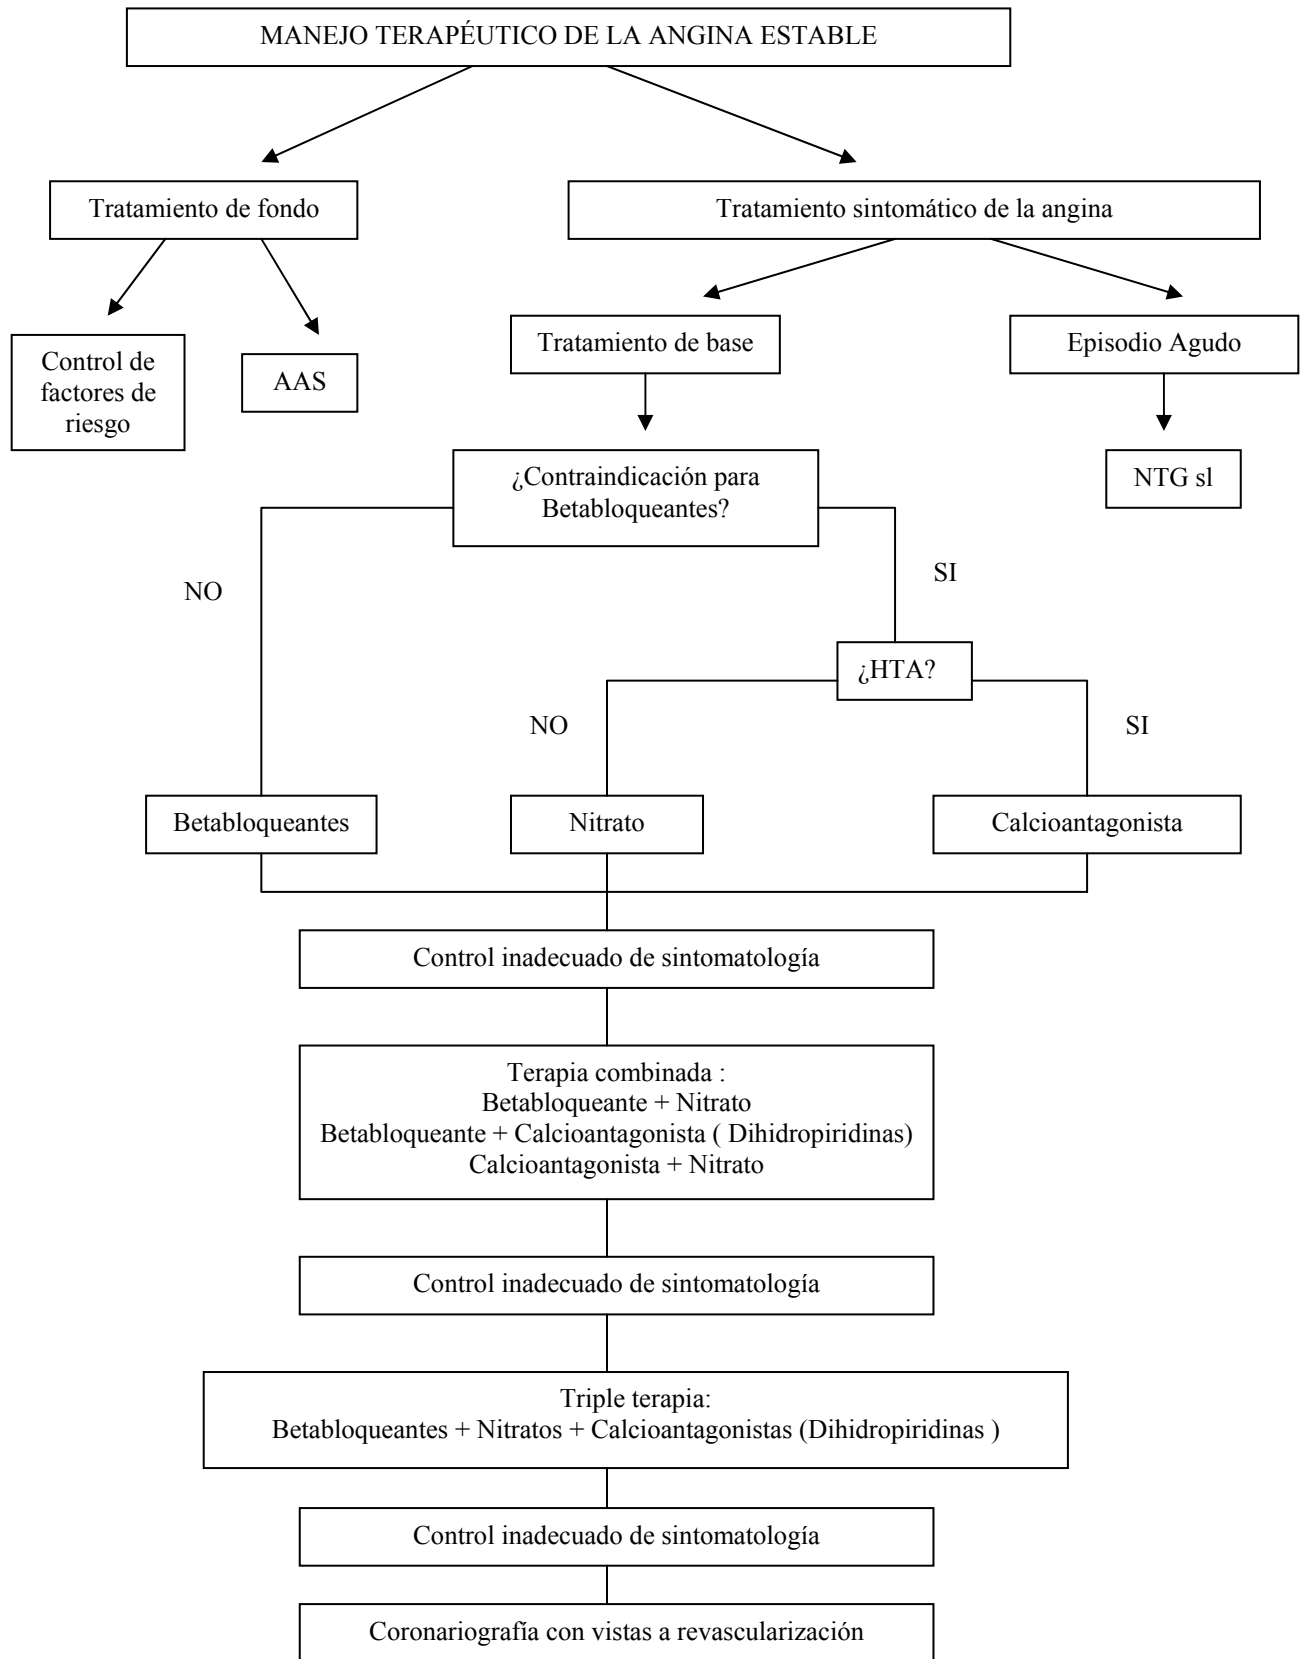 MANEJO TERAPÉUTICO DE LA ANGINA ESTABLE
Tratamiento de fondo
Tratamiento sintomático de la angina
Control de
factores de
riesgo
AAS
Tratamiento de base
Episodio Agudo
¿Contraindicación para
Betabloqueantes?
NTG sl
NO
SI
¿HTA?
NO
SI
Betabloqueantes
Nitrato
Calcioantagonista
Control inadecuado de sintomatología
Terapia combinada :
Betabloqueante + Nitrato
Betabloqueante + Calcioantagonista ( Dihidropiridinas)
Calcioantagonista + Nitrato
Control inadecuado de sintomatología
Triple terapia:
Betabloqueantes + Nitratos + Calcioantagonistas (Dihidropiridinas )
Control inadecuado de sintomatología
Coronariografía con vistas a revascularización